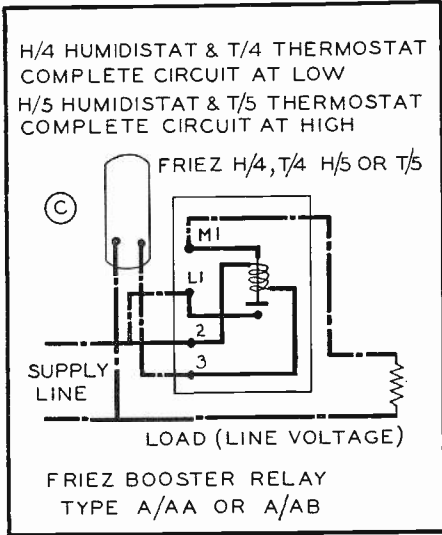 H/4 HUMIDISTAT & T/4 THERMOSTAT
COMPLETE CIRCUIT AT LOW
H/5 HUMIDISTAT & T/5 THERMOSTAT
COMPLETE CIRCUIT AT HIGH
FRIEZ H/4, T/4 H/5 OR T/5
C
M1
L1
2
3
SUPPLY
LINE
LOAD (LINE VOLTAGE)
FRIEZ BOOSTER RELAY
TYPE A/AA OR A/AB